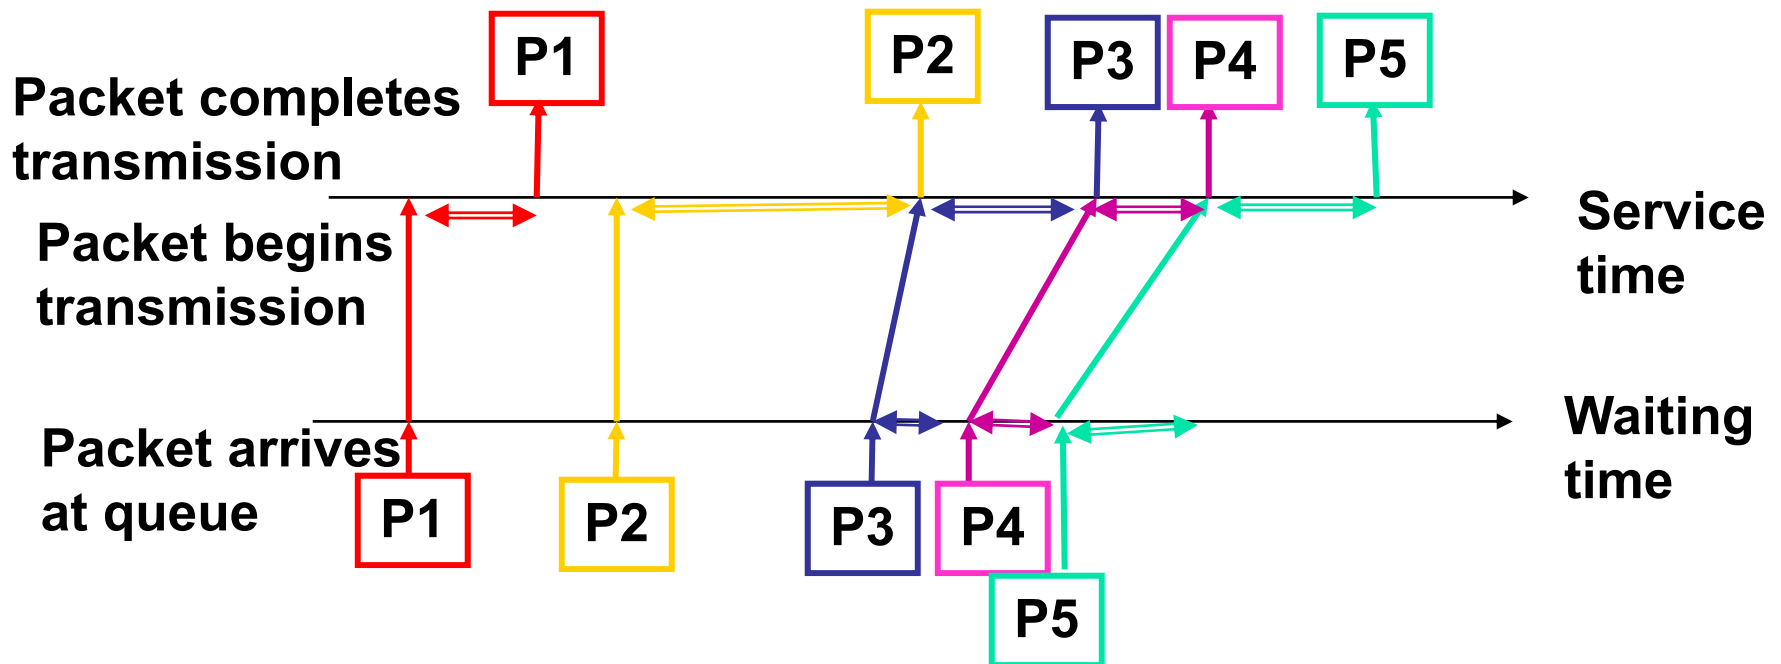 P1
P2
P3
P4
P5
Packet completes
transmission
Packet begins
transmission
Service
time
Packet arrives
at queue
Waiting
time
P1
P2
P3
P4
P5